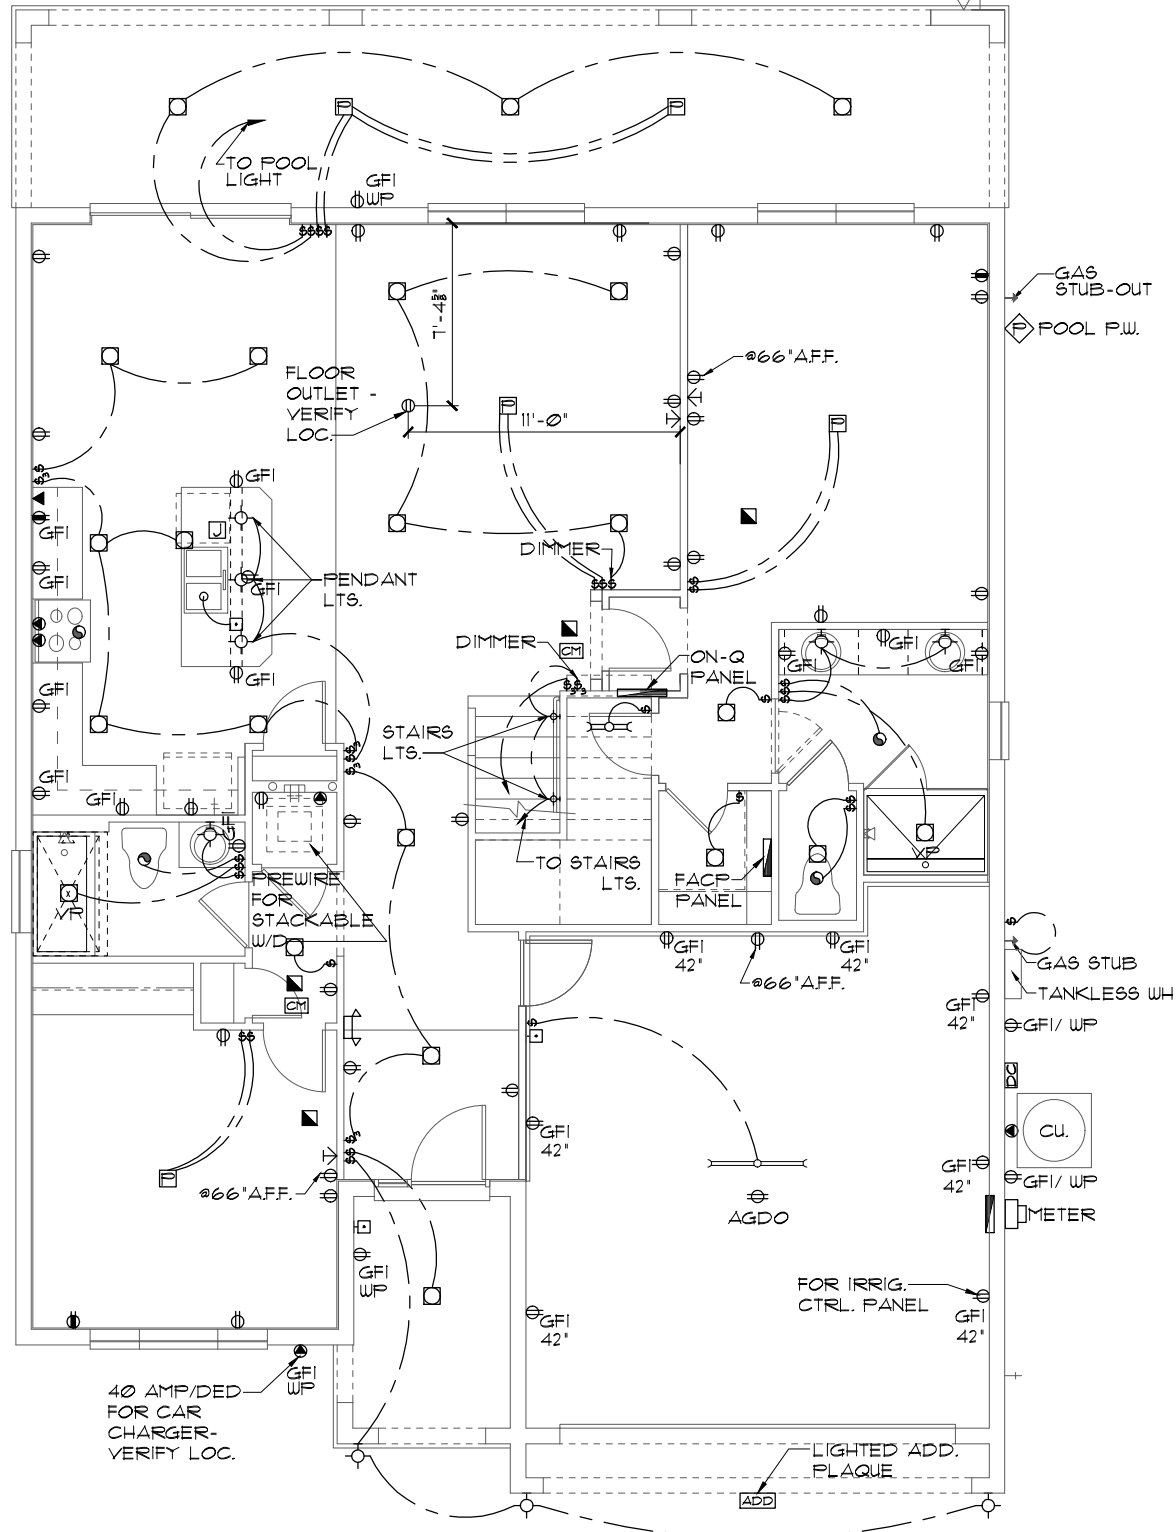 P
P
TO POOL
LIGHT
GFI
WP
GAS
STUB-OUT
P POOL P.W.
7'-4 5/8"
@66"A.F.F.
FLOOR
OUTLET -
VERIFY
LOC.
P
11'-0"
P
GFI
J
GFI
GFI
GFI
PENDANT
LTS.
DIMMER
DIMMER
CM
ON-Q
PANEL
GFI
GFI
GFI
GFI
GFI
STAIRS
LTS.
GFI
GFI
GFI
TO STAIRS
LTS.
VP
FACP
PANEL
PREWIRE
FOR
STACKABLE
W/D
VP
GFI
42"
GFI
42"
@66"A.F.F.
GAS STUB
TANKLESS WH
CM
GFI
42"
GFI/ WP
DC
CU.
GFI
42"
GFI
42"
GFI/ WP
P
@66"A.F.F.
AGDO
METER
GFI
WP
FOR IRRIG.
CTRL. PANEL
GFI
42"
GFI
42"
GFI
WP
40 AMP/DED
FOR CAR
CHARGER-
VERIFY LOC.
LIGHTED ADD.
PLAQUE
ADD